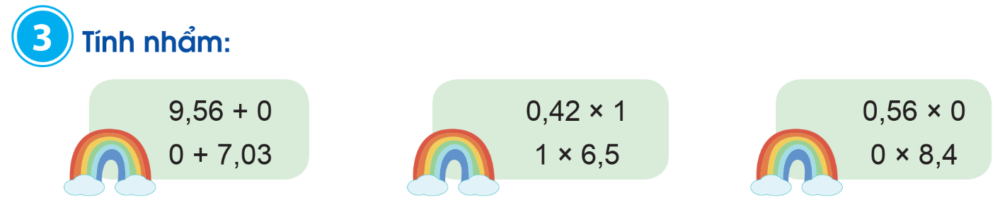 3 Tính nhẩm:
9,56 + 0
0 + 7,03
0,42 × 1
1 × 6,5
0,56 × 0
0 × 8,4